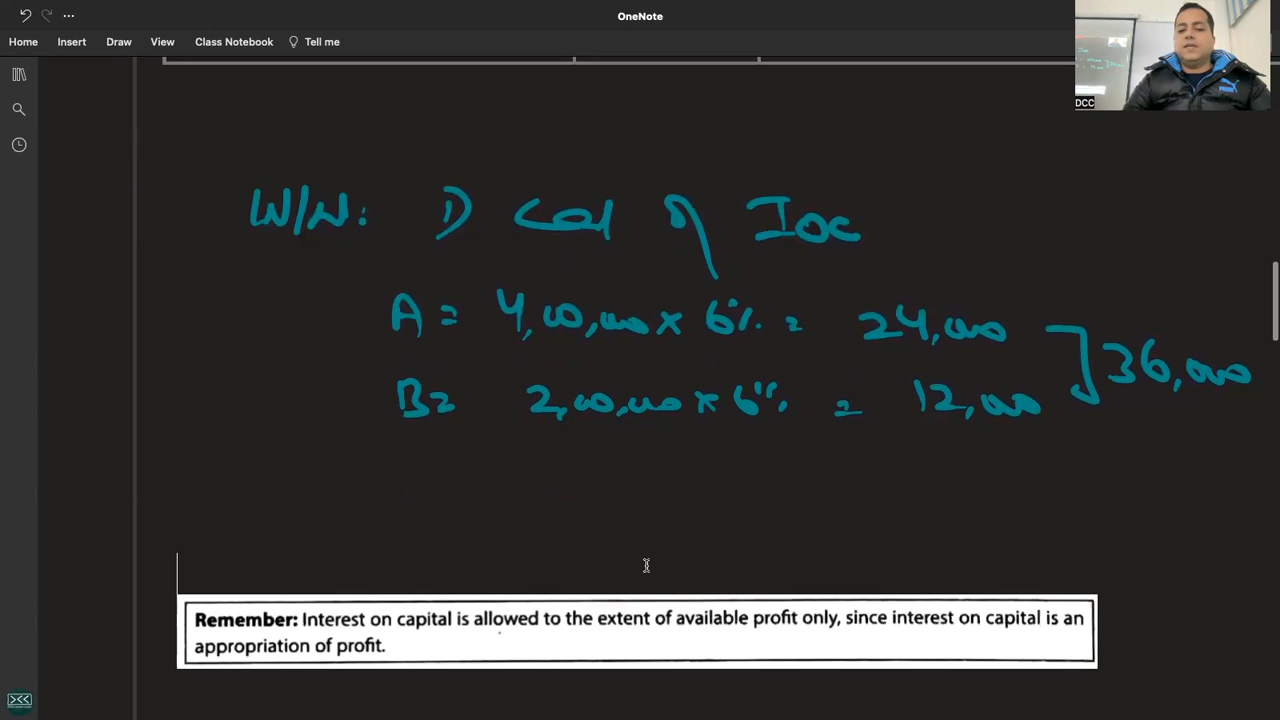 OneNote
Home Insert Draw View Class Notebook Tell me
DCC
W/N: 1) Cal of IOC
A = 4,00,000 x 6% = 24,000
B = 2,00,000 x 6% = 12,000
36,000
Remember: Interest on capital is allowed to the extent of available profit only, since interest on capital is an
appropriation of profit.